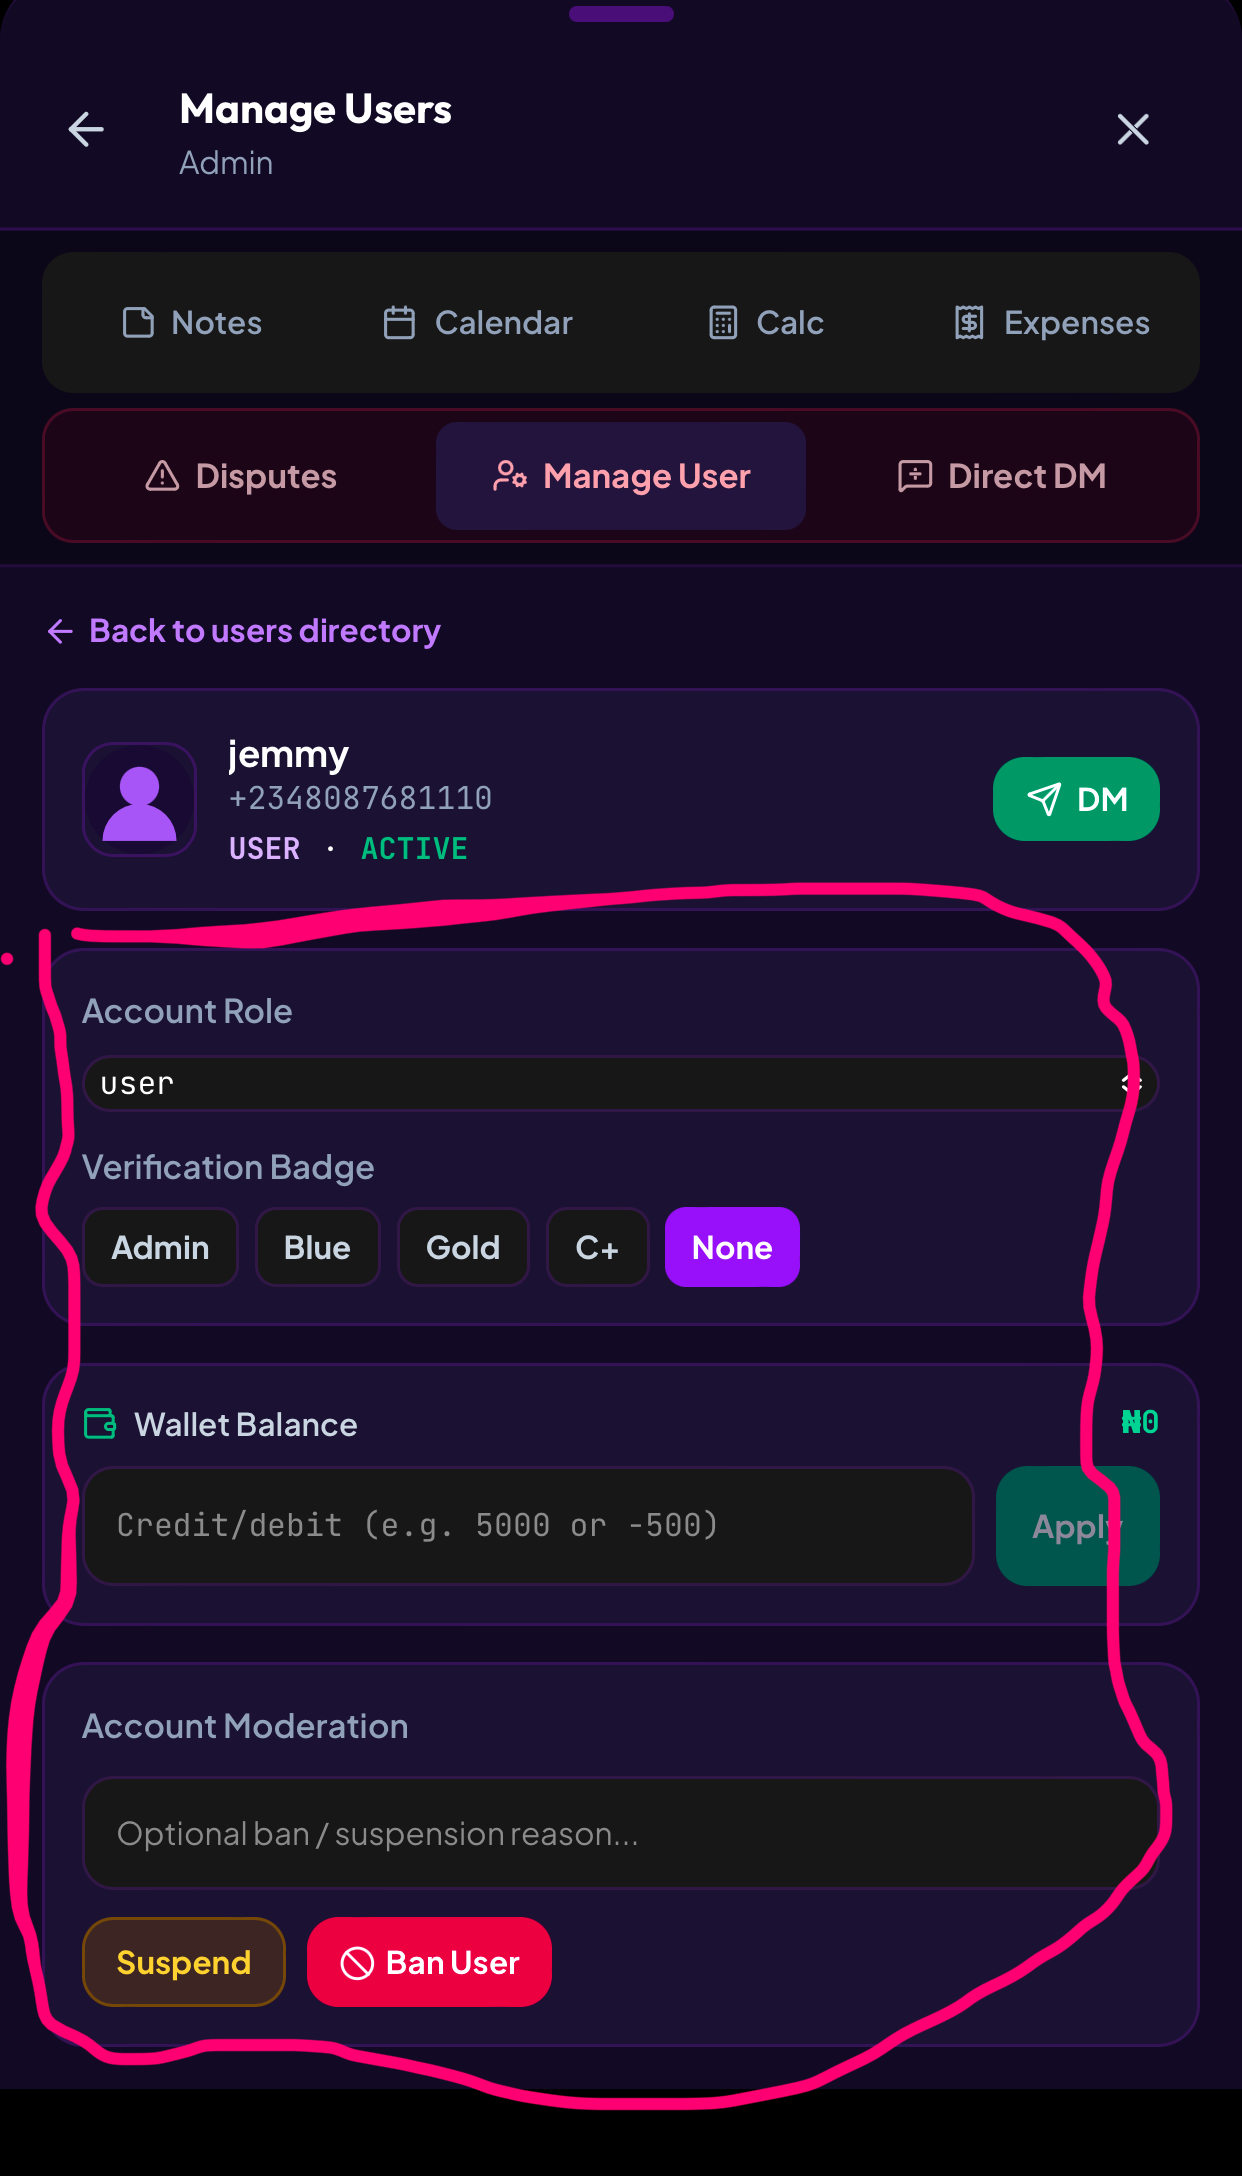 Manage Users
Admin
Notes Calendar Calc Expenses
Disputes Manage User Direct DM
← Back to users directory
jemmy
+2348087681110
USER · ACTIVE
DM
Account Role
user
Verification Badge
Admin Blue Gold C+ None
Wallet Balance ₦0
Credit/debit (e.g. 5000 or -500) Apply
Account Moderation
Optional ban / suspension reason...
Suspend Ban User